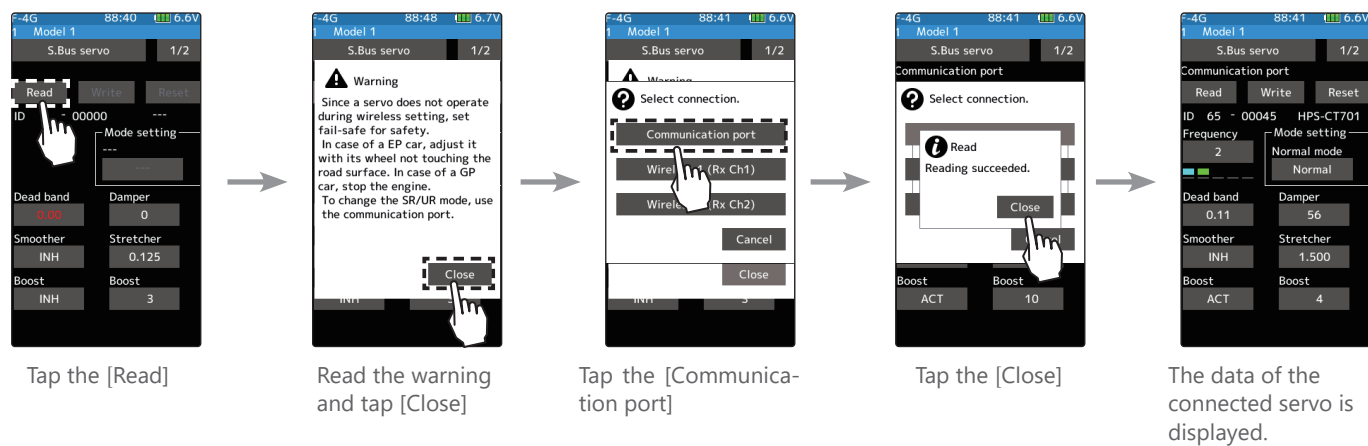 F-4G 88:40 6.6V
1 Model 1
S.Bus servo 1/2
Read Write Reset
ID - 00000 ---
Mode setting
---
---
Dead band Damper
0.00 0
Smoother Stretcher
INH 0.125
Boost Boost
INH 3
Tap the [Read]
F-4G 88:48 6.7V
1 Model 1
S.Bus servo 1/2
Warning
Since a servo does not operate
during wireless setting, set
fail-safe for safety.
In case of a EP car, adjust it
with its wheel not touching the
road surface. In case of a GP
car, stop the engine.
To change the SR/UR mode, use
the communication port.
Close
INH
Read the warning
and tap [Close]
F-4G 88:41 6.6V
1 Model 1
S.Bus servo 1/2
Warning
Select connection.
Communication port
(Rx Ch1)
(Rx Ch2)
Cancel
Close
INH 3
Tap the [Communica-
tion port]
F-4G 88:41 6.6V
1 Model 1
S.Bus servo 1/2
Communication port
Select connection.
Read
Reading succeeded.
Close
Boost Boost
ACT 10
Tap the [Close]
F-4G 88:41 6.6V
1 Model 1
S.Bus servo 1/2
Communication port
Read Write Reset
ID 65 - 00045 HPS-CT701
Frequency Mode setting
2 Normal mode
Normal
Dead band Damper
0.11 56
Smoother Stretcher
INH 1.500
Boost Boost
ACT 4
The data of the
connected servo is
displayed.